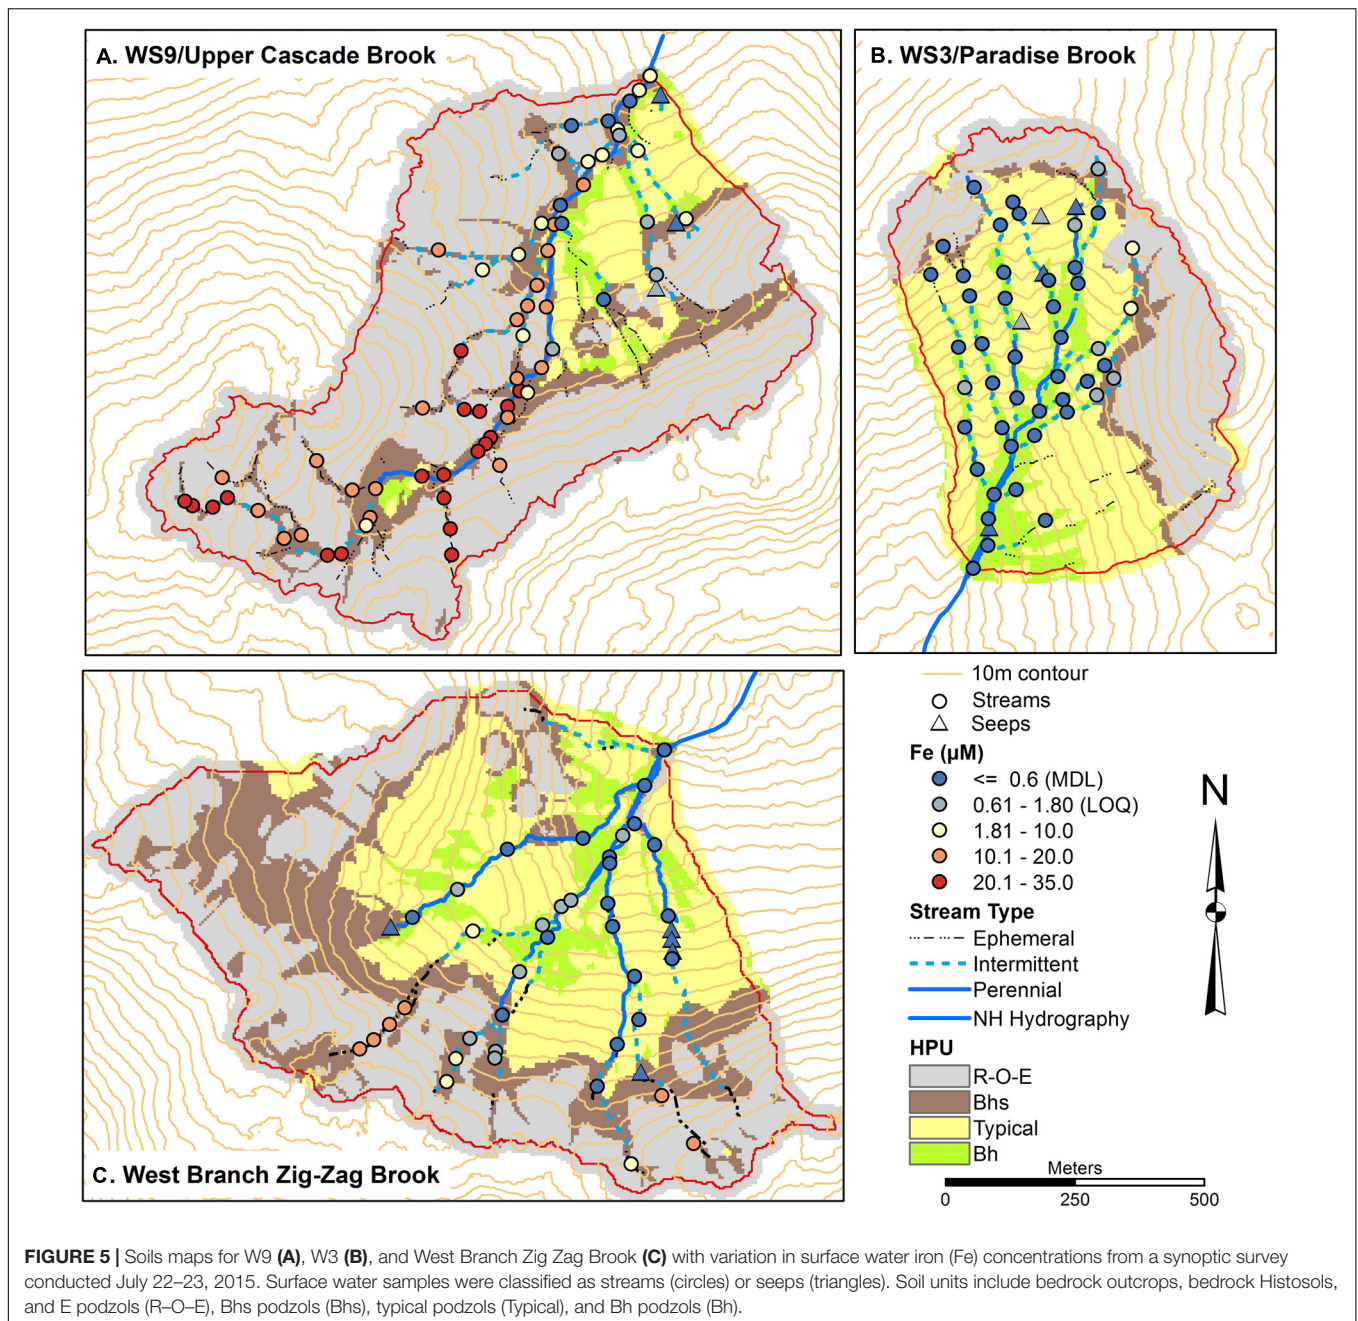 A. WS9/Upper Cascade Brook
B. WS3/Paradise Brook
10m contour
Streams
Seeps
Fe (µM)
<= 0.6 (MDL)
0.61 - 1.80 (LOQ)
1.81 - 10.0
10.1 - 20.0
20.1 - 35.0
Stream Type
Ephemeral
Intermittent
Perennial
NH Hydrography
HPU
R-O-E
Bhs
Typical
Bh
N
Meters
0 250 500
C. West Branch Zig-Zag Brook
FIGURE 5 | Soils maps for W9 (A), W3 (B), and West Branch Zig Zag Brook (C) with variation in surface water iron (Fe) concentrations from a synoptic survey
conducted July 22–23, 2015. Surface water samples were classified as streams (circles) or seeps (triangles). Soil units include bedrock outcrops, bedrock Histosols,
and E podzols (R–O–E), Bhs podzols (Bhs), typical podzols (Typical), and Bh podzols (Bh).